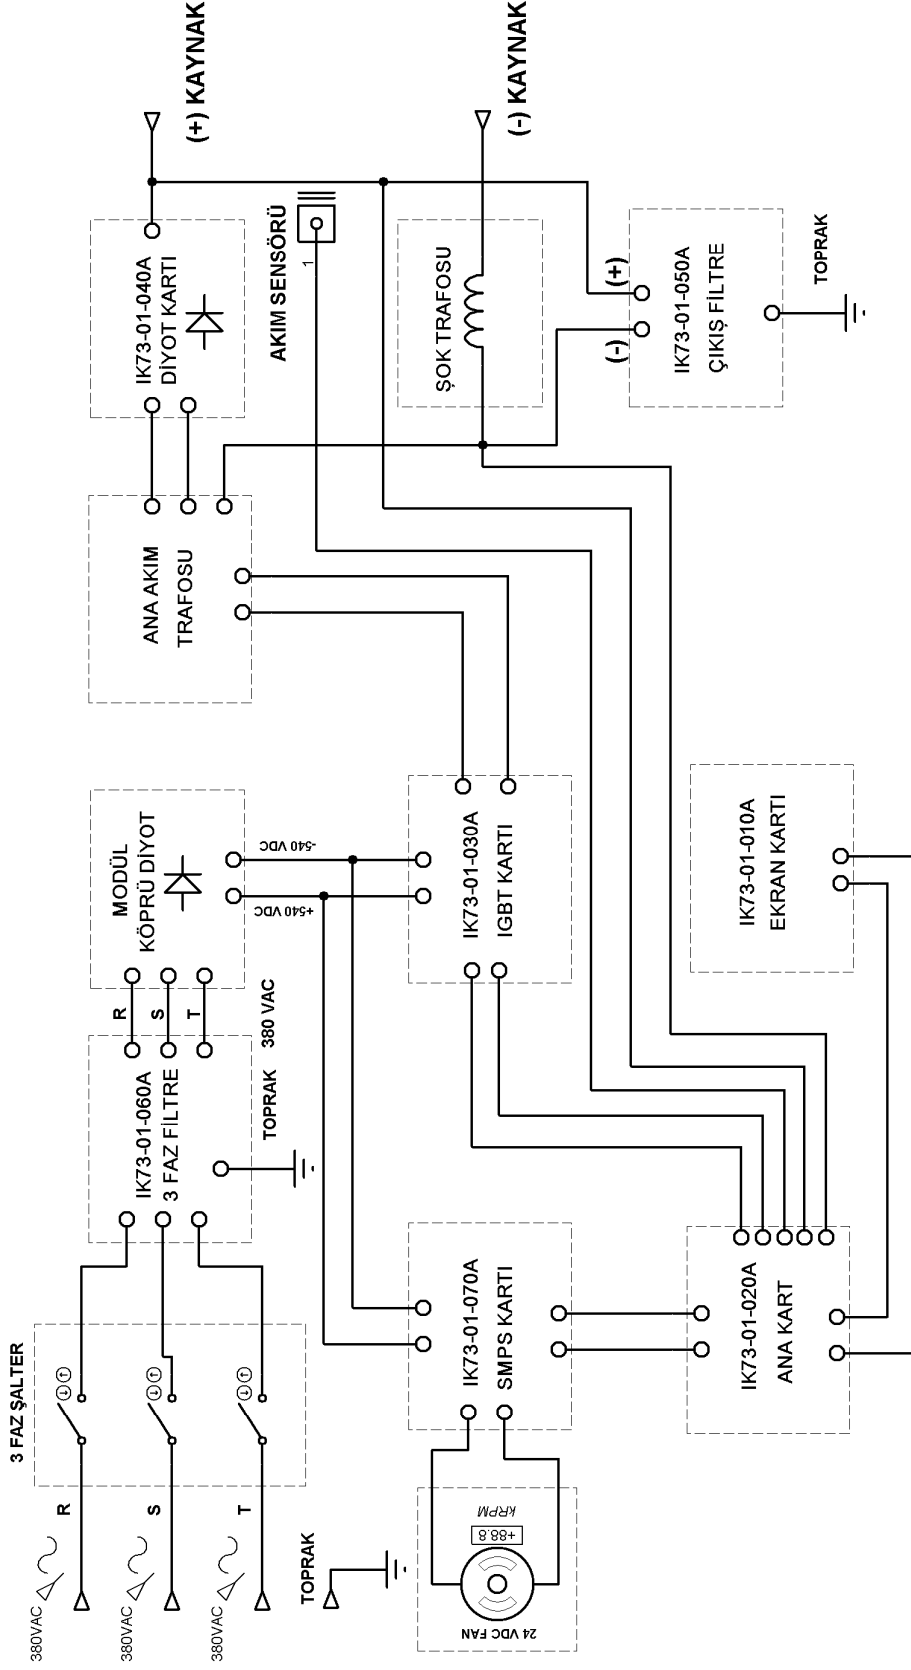 3 FAZ ŞALTER
380VAC
R
380VAC
S
380VAC
T
TOPRAK
24 VDC FAN
+88.8
kRPM
IK73-01-060A
3 FAZ FİLTRE
TOPRAK
380 VAC
R
S
T
MODÜL
KÖPRÜ DİYOT
+540 VDC
-540 VDC
IK73-01-070A
SMPS KARTI
IK73-01-030A
IGBT KARTI
IK73-01-020A
ANA KART
IK73-01-010A
EKRAN KARTI
ANA AKIM
TRAFOSU
IK73-01-040A
DİYOT KARTI
AKIM SENSÖRÜ
1
ŞOK TRAFOSU
(-)
(+)
IK73-01-050A
ÇIKIŞ FİLTRE
TOPRAK
(+) KAYNAK
(-) KAYNAK